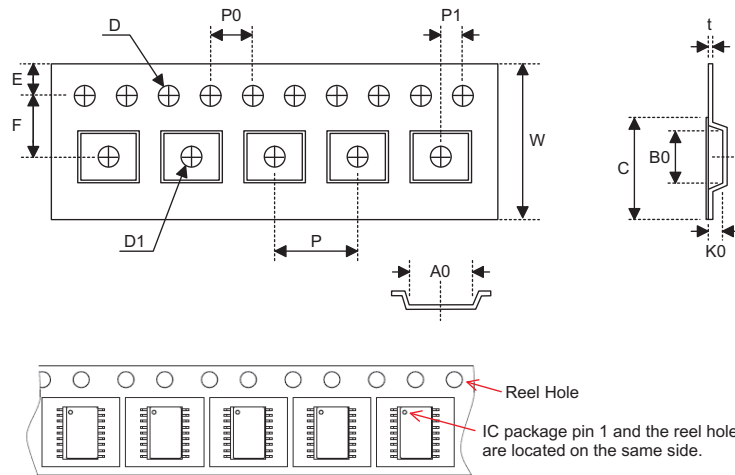 D
P0
P1
t
E
F
W
C
B0
D1
P
K0
A0
Reel Hole
IC package pin 1 and the reel hole
are located on the same side.